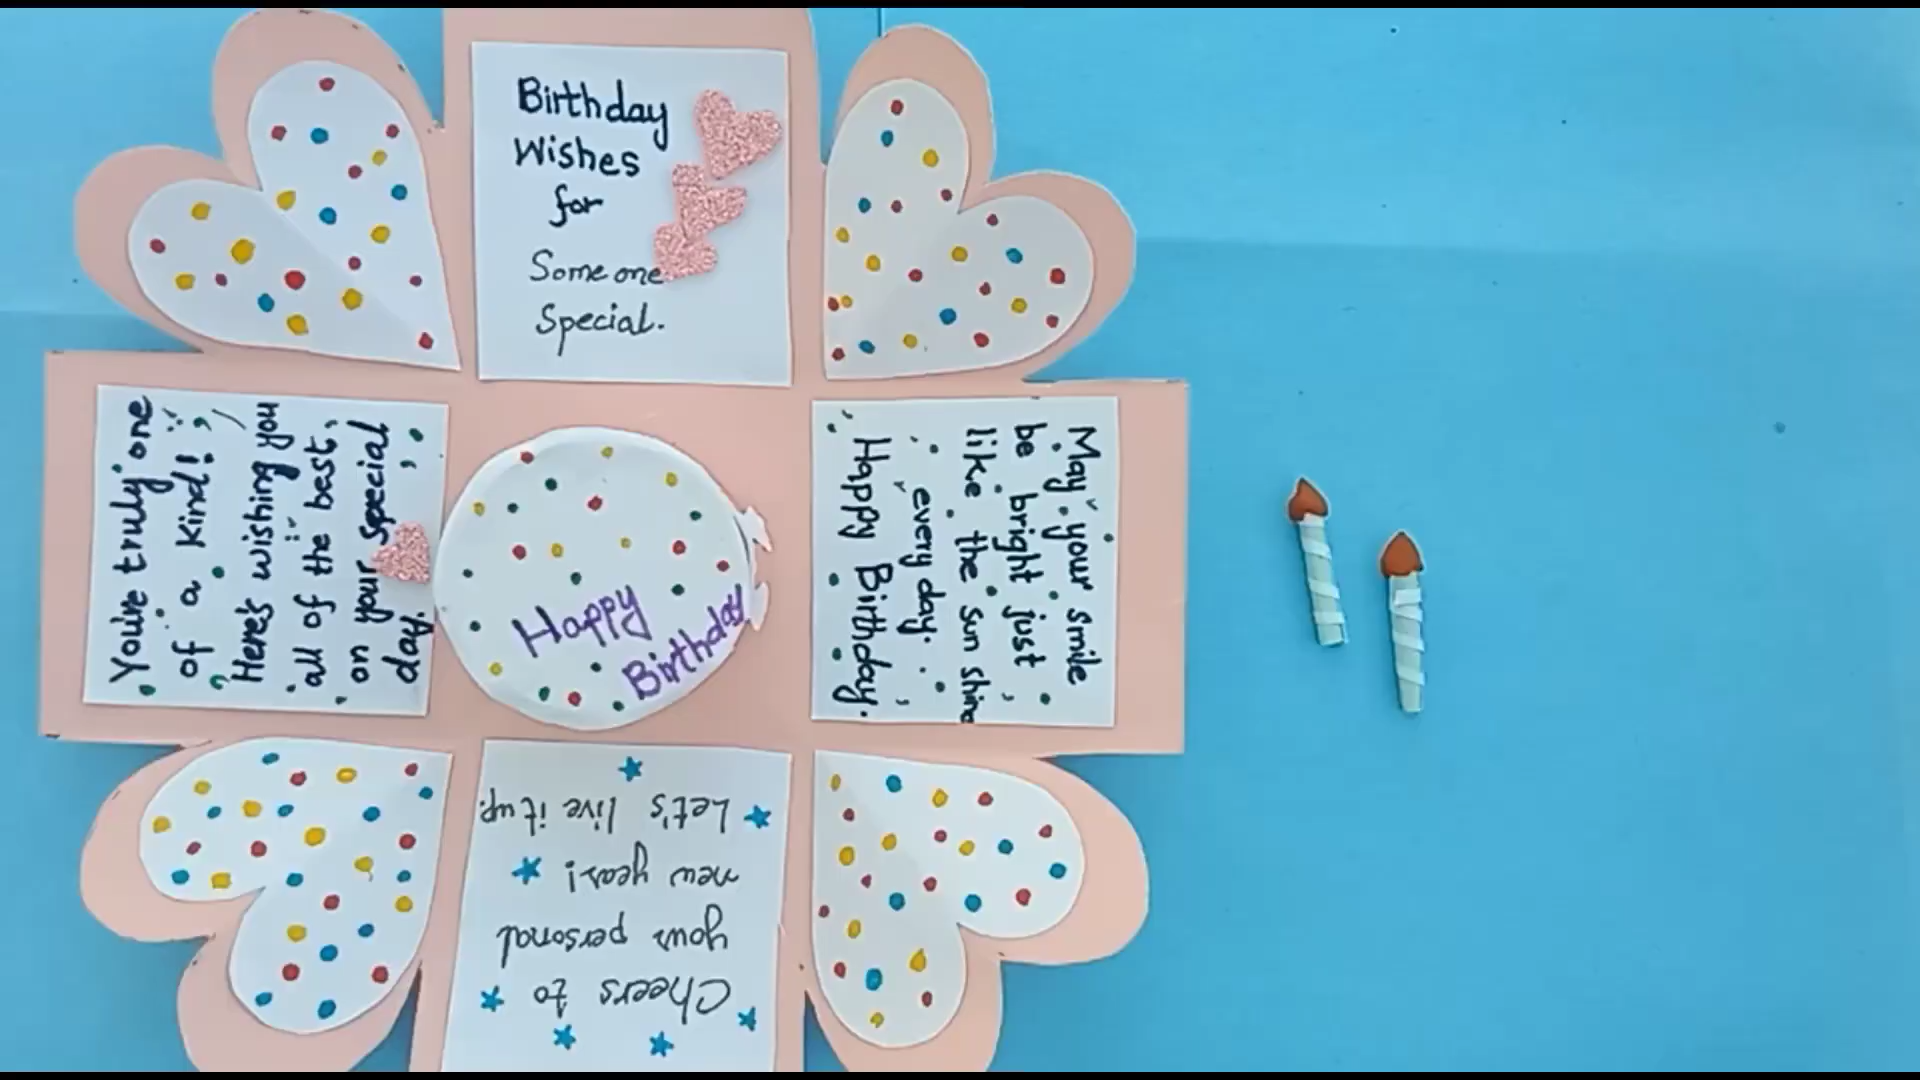 Birthday
Wishes
for
Someone
Special.
You're truly one
of a kind!
Here's wishing you
all of the best,
on your special
day.
Happy
Birthday
May your smile
be bright just
like the sun shine
every day.
Happy Birthday.
Cheers to
your personal
new year!
Let's live it up.